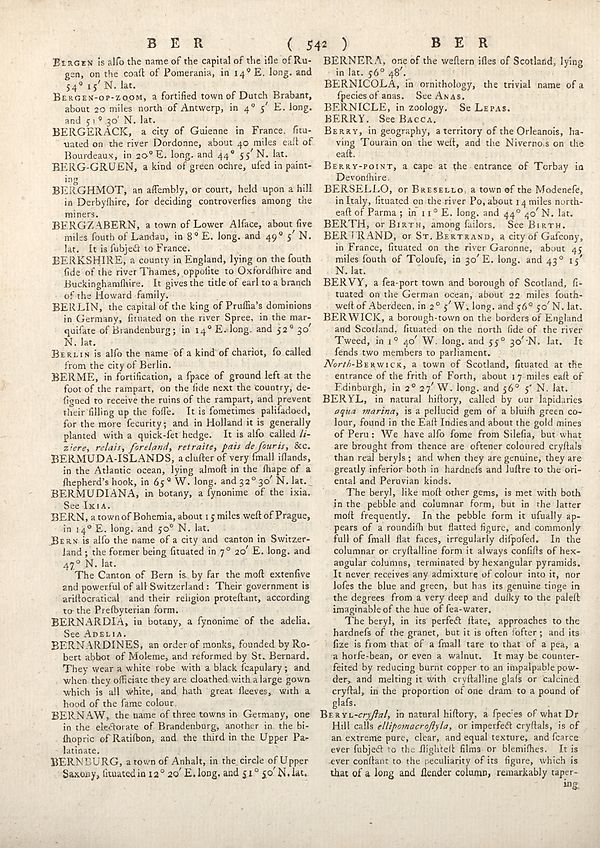 B E R ( 542 ) B E R
BERGEN is alſo the name of the capital of the iſle of Ru-
gen, on the coaſt of Pomerania, in 14° E. long. and
54° 15′ N. lat.
BERGEN-OP-ZOOM, a fortified town of Dutch Brabant,
about 20 miles north of Antwerp, in 4° 5′ E. long.
and 51° 30′ N. lat.
BERGERACK, a city of Guienne in France, ſitu-
uated on the river Dordonne, about 40 miles eaſt of
Bourdeaux, in 20° E. long. and 44° 55′ N. lat.
BERG-GRUEN, a kind of green ochre, uſed in paint-
ing
BERGHMOT, an aſſembly, or court, held upon a hill
in Derbyſhire, for deciding controverſies among the
miners.
BERGZABERN, a town of Lower Alſace, about five
miles ſouth of Landau, in 8° E. long. and 49° 5′ N.
lat. It is ſubject to France.
BERKSHIRE, a county in England, lying on the ſouth
ſide of the river Thames, oppoſite to Oxfordſhire and
Buckinghamſhire. It gives the title of earl to a branch
of the Howard family.
BERLIN, the capital of the king of Pruſſia's dominions
in Germany, ſituated on the river Spree, in the mar-
quiſate of Brandenburg; in 14° E. long. and 52° 30′
N. lat.
BERLIN is alſo the name of a kind of chariot, ſo called
from the city of Berlin.
BERME, in fortification, a ſpace of ground left at the
foot of the rampart, on the ſide next the country, de-
ſigned to receive the ruins of the rampart, and prevent
their filling up the foſſe. It is ſometimes paliſadoed,
for the more ſecurity; and in Holland it is generally
planted with a quick-ſet hedge. It is alſo called li-
ziere, relais, foreland, retraite, pais de ſouris, &c.
BERMUDA-ISLANDS, a cluſter of very ſmall iſlands,
in the Atlantic ocean, lying almoſt in the ſhape of a
ſhepherd's hook, in 65° W. long. and 32° 30′ N. lat.
BERMUDIANA, in botany, a ſynonime of the ixia.
See IXIA.
BERN, a town of Bohemia, about 15 miles weſt of Prague,
in 14° E. long. and 50° N. lat.
BERN is alſo the name of a city and canton in Switzer-
land; the former being ſituated in 7° 20′ E. long. and
47° N. lat.
The Canton of Bern is by far the moſt extenſive
and powerful of all Switzerland: Their government is
ariſtocratical, and their religion proteſtant, according
to the Preſbyterian form.
BERNARDIA, in botany, a ſynonime of the adelia.
See ADELIA.
BERNARDINES, an order of monks, founded by Ro-
bert abbot of Moleme, and reformed by St. Bernard.
They wear a white robe with a black ſcapulary; and
when they officiate they are cloathed with a large gown
which is all white, and hath great ſleeves, with a
hood of the ſame colour.
BERNAW, the name of three towns in Germany, one
in the electorate of Brandenburg, another in the bi-
ſhopric of Ratiſbon, and the third in the Upper Pa-
latinate.
BERNBURG, a town of Anhalt, in the circle of Upper
Saxony, ſituated in 12° 20′ E. long. and 51° 50′ N. lat.
BERNERA, one of the weſtern iſles of Scotland, lying
in lat. 56° 48′.
BERNICOLA, in ornithology, the trivial name of a
ſpecies of anas. See ANAS.
BERNICLE, in zoology. Se LEPAS.
BERRY. See BACCA.
BERRY, in geography, a territory of the Orleanois, ha-
ving Tourain on the weſt, and the Nivernois on the
eaſt.
BERRY-POINT, a cape at the entrance of Torbay in
Devonſhire.
BERSELLO, or BRESELLO, a town of the Modeneſe,
in Italy, ſituated on the river Po, about 14 miles north-
eaſt of Parma; in 11° E. long. and 44° 40′ N. lat.
BERTH, or BIRTH, among ſailors. See BIRTH.
BERTRAND, or ST. BERTRAND, a city of Gaſcony,
in France, ſituated on the river Garonne, about 45
miles ſouth of Toloufe, in 30′ E. long. and 43° 15′
N. lat.
BERVY, a ſea-port town and borough of Scotland, ſi-
tuated on the German ocean, about 22 miles ſouth-
weſt of Aberdeen, in 2° 5′ W. long. and 56° 50′ N. lat.
BERWICK, a borough-town on the borders of England
and Scotland, ſituated on the north ſide of the river
Tweed, in 1° 40′ W. long. and 55° 30′ N. lat. It
ſends two members to parliament.
North-BERWICK, a town of Scotland, ſituated at the
entrance of the frith of Forth, about 17 miles eaſt of
Edinburgh, in 2° 27′ W. long. and 56° 5′ N. lat.
BERYL, in natural hiſtory, called by our lapidaries
aqua marina, is a pellucid gem of a bluiſh green co-
lour, found in the Eaſt Indies and about the gold mines
of Peru: We have alſo ſome from Sileſia, but what
are brought from thence are oftener coloured cryſtals
than real beryls; and when they are genuine, they are
greatly inferior both in hardneſs and luſtre to the ori-
ental and Peruvian kinds.
The beryl, like moſt other gems, is met with both
in the pebble and columnar form, but in the latter
moſt frequently. In the pebble form it uſually ap-
pears of a roundiſh but flatted figure, and commonly
full of ſmall flat faces, irregularly diſpoſed. In the
columnar or cryſtalline form it always conſiſts of hex-
angular columns, terminated by hexangular pyramids.
It never receives any admixture of colour into it, nor
loſes the blue and green, but has its genuine tinge in
the degrees from a very deep and duſky to the paleſt
imaginable of the hue of ſea-water.
The beryl, in its perfect ſtate, approaches to the
hardneſs of the granet, but it is often ſofter; and its
ſize is from that of a ſmall tare to that of a pea, a
a horſe-bean, or even a walnut. It may be counter-
feited by reducing burnt copper to an impalpable pow-
der, and melting it with cryſtalline glaſs or calcined
cryſtal, in the proportion of one dram to a pound of
glaſs.
BERYL-cryſtal, in natural hiſtory, a ſpecies of what Dr
Hill calls ellipomacroſtyla, or imperfect cryſtals, is of
an extreme pure, clear, and equal texture, and ſcarce
ever ſubject to the ſlighteſt films or blemiſhes. It is
ever conſtant to the peculiarity of its figure, which is
that of a long and ſlender column, remarkably taper-
ing